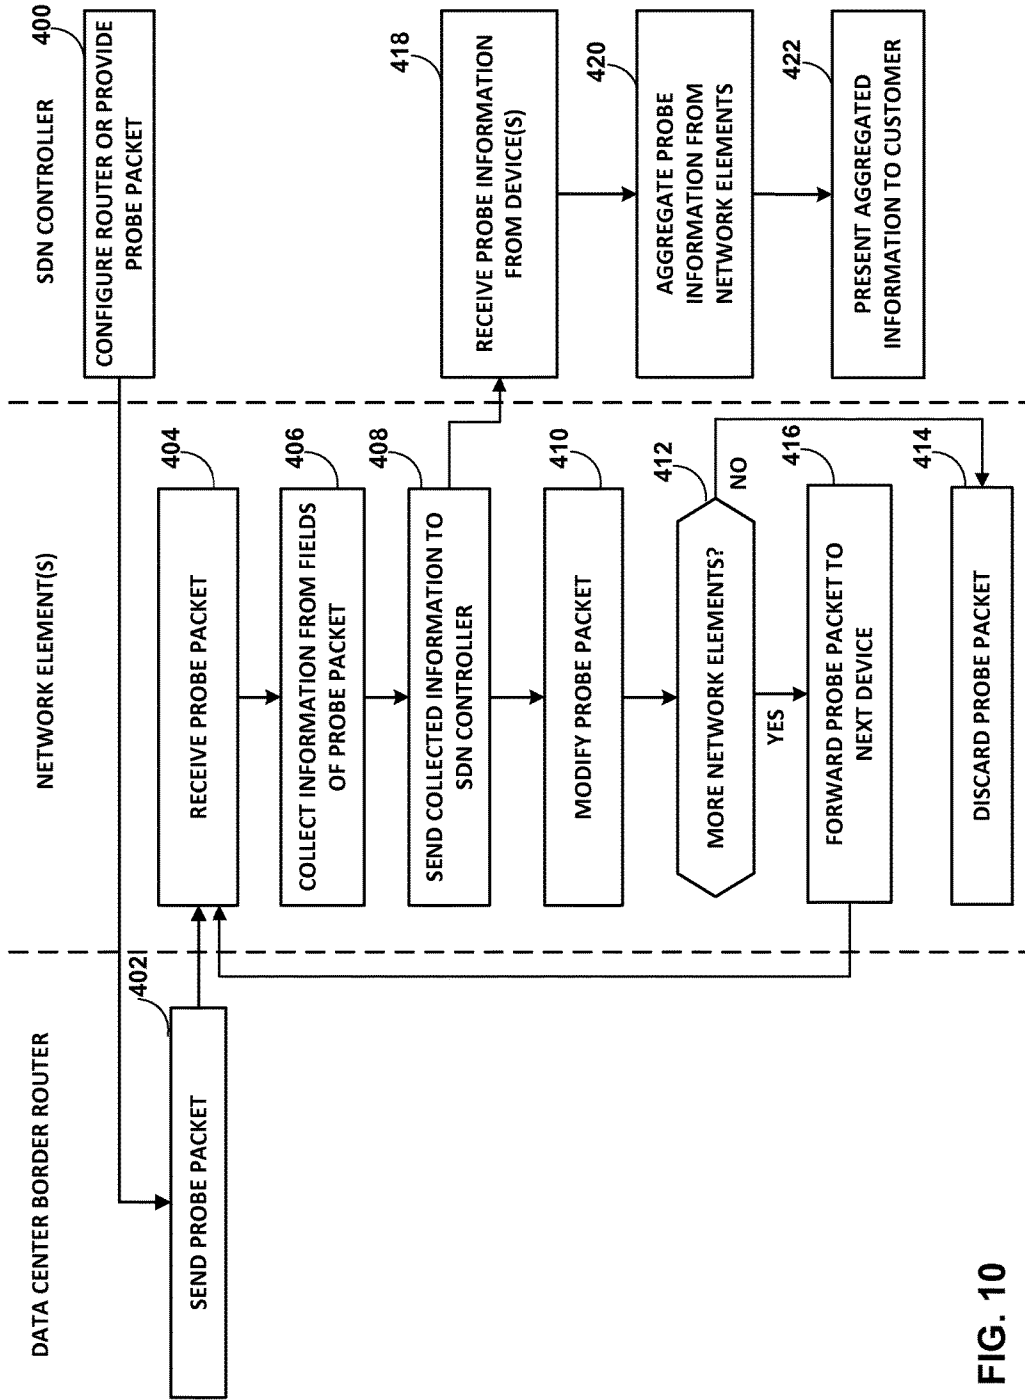 DATA CENTER BORDER ROUTER
NETWORK ELEMENT(S)
SDN CONTROLLER
400
CONFIGURE ROUTER OR PROVIDE
PROBE PACKET
402
SEND PROBE PACKET
404
RECEIVE PROBE PACKET
406
COLLECT INFORMATION FROM FIELDS
OF PROBE PACKET
408
SEND COLLECTED INFORMATION TO
SDN CONTROLLER
410
MODIFY PROBE PACKET
412
MORE NETWORK ELEMENTS?
NO
YES
416
FORWARD PROBE PACKET TO
NEXT DEVICE
414
DISCARD PROBE PACKET
418
RECEIVE PROBE INFORMATION
FROM DEVICE(S)
420
AGGREGATE PROBE
INFORMATION FROM
NETWORK ELEMENTS
422
PRESENT AGGREGATED
INFORMATION TO CUSTOMER
FIG. 10